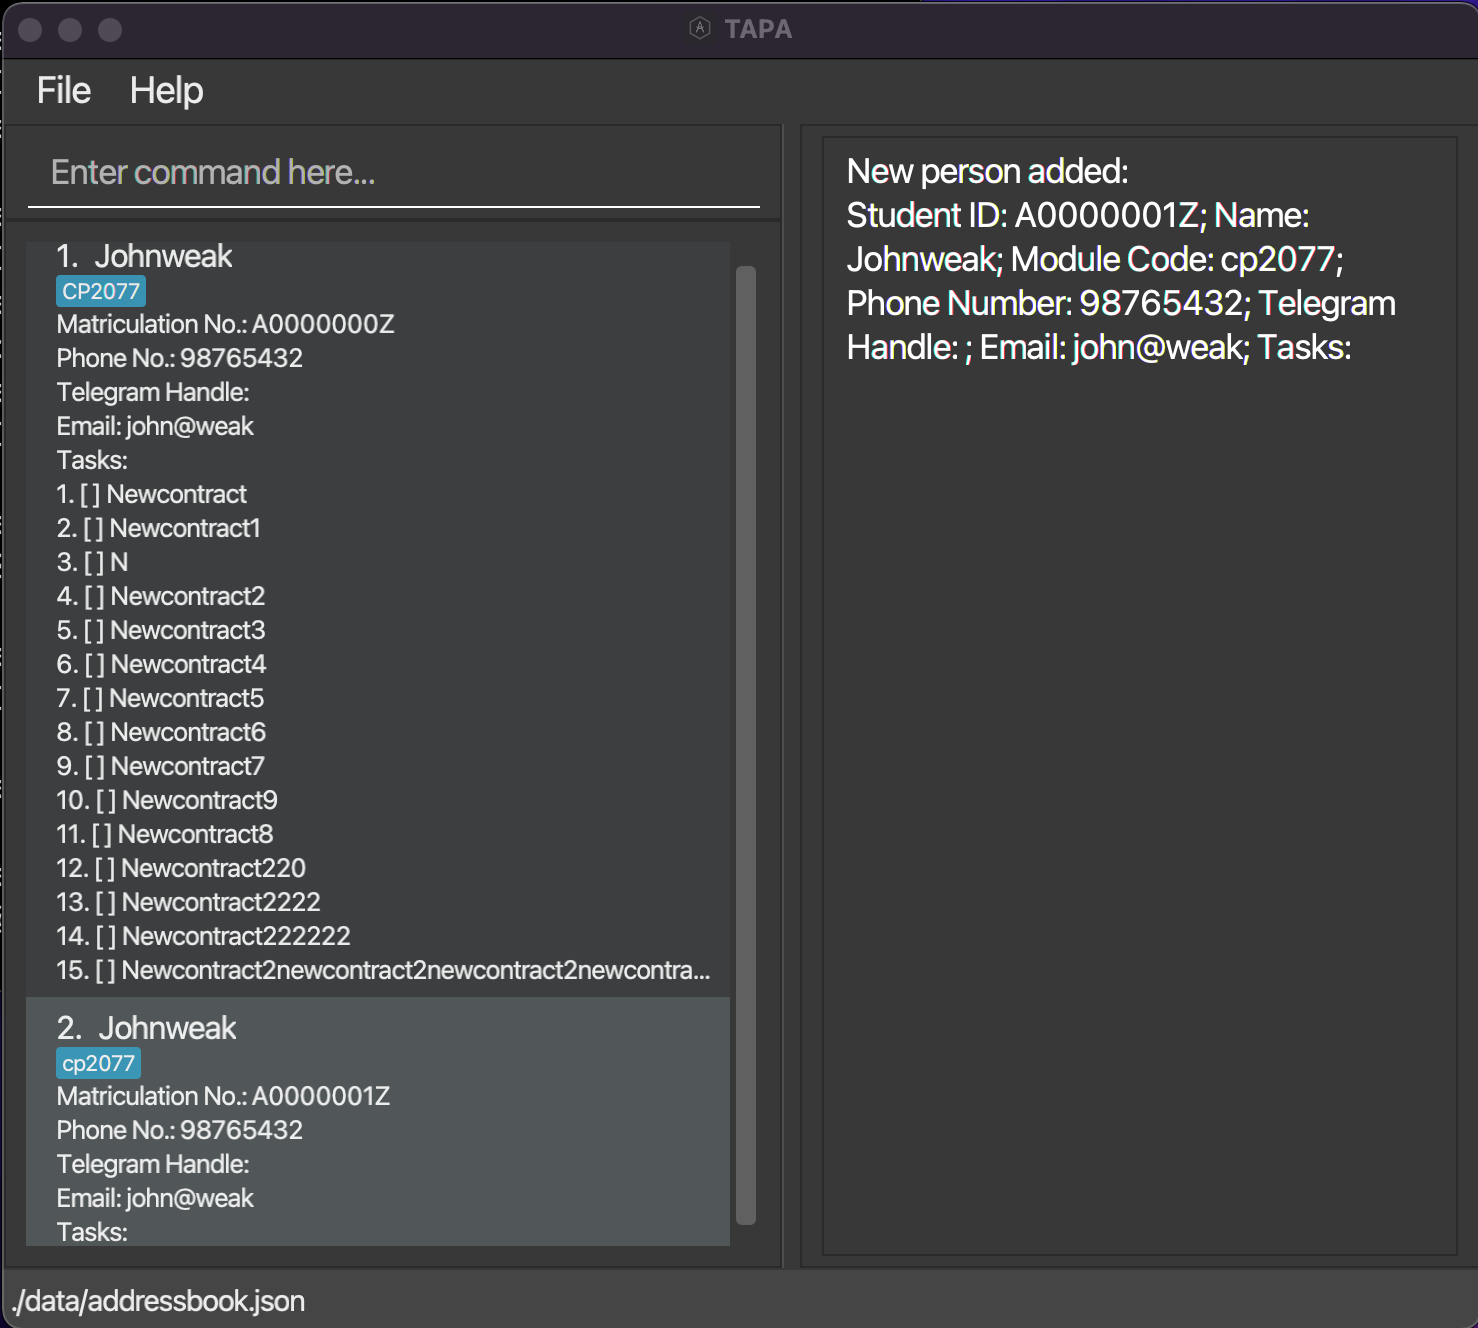 TAPA
File Help
Enter command here...
1. Johnweak
CP2077
Matriculation No.: A0000000Z
Phone No.: 98765432
Telegram Handle:
Email: john@weak
Tasks:
1. [ ] Newcontract
2. [ ] Newcontract1
3. [ ] N
4. [ ] Newcontract2
5. [ ] Newcontract3
6. [ ] Newcontract4
7. [ ] Newcontract5
8. [ ] Newcontract6
9. [ ] Newcontract7
10. [ ] Newcontract9
11. [ ] Newcontract8
12. [ ] Newcontract220
13. [ ] Newcontract2222
14. [ ] Newcontract222222
15. [ ] Newcontract2newcontract2newcontract2newcontra...
2. Johnweak
cp2077
Matriculation No.: A0000001Z
Phone No.: 98765432
Telegram Handle:
Email: john@weak
Tasks:
New person added:
Student ID: A0000001Z; Name:
Johnweak; Module Code: cp2077;
Phone Number: 98765432; Telegram
Handle: ; Email: john@weak; Tasks:
./data/addressbook.json